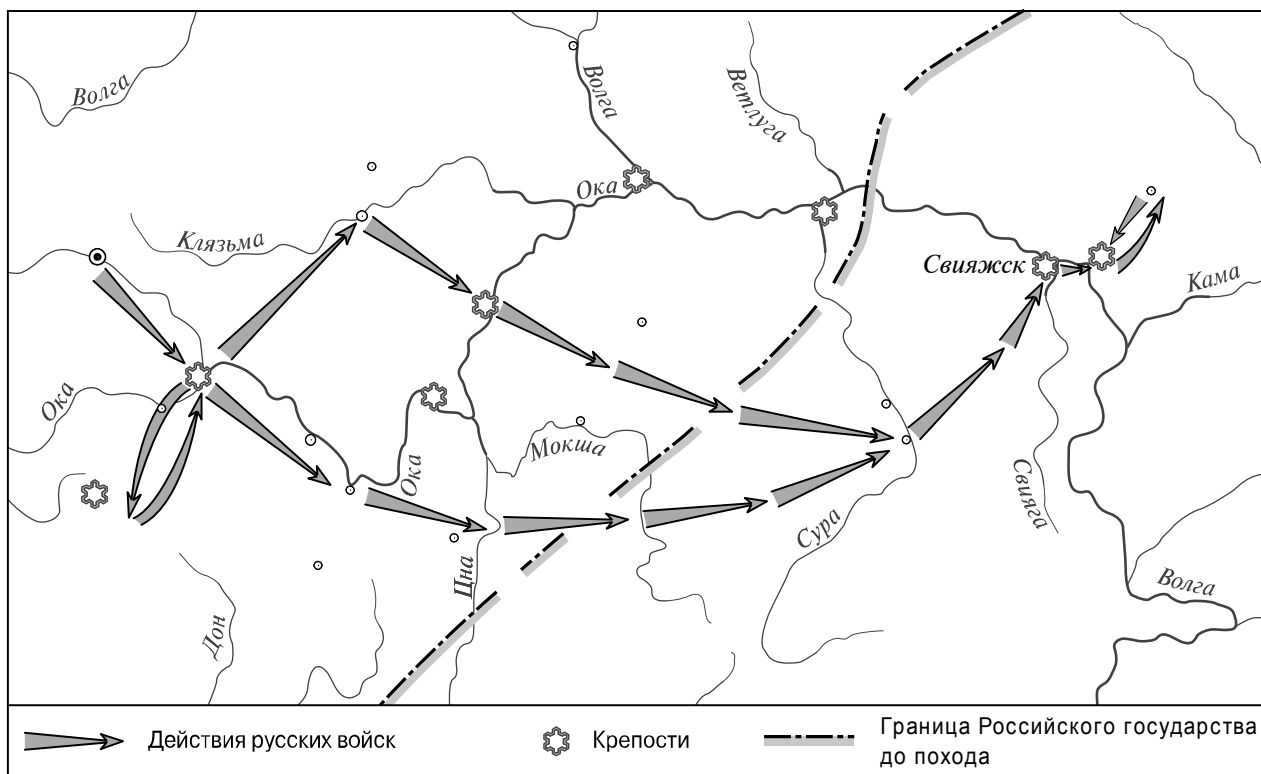 Волга
Волга
Ветлуга
Ока
Клязьма
Свияжск
Кама
Ока
Мокша
Ока
Свияга
Сура
Цна
Волга
Дон
Действия русских войск
Крепости
Граница Российского государства
до похода